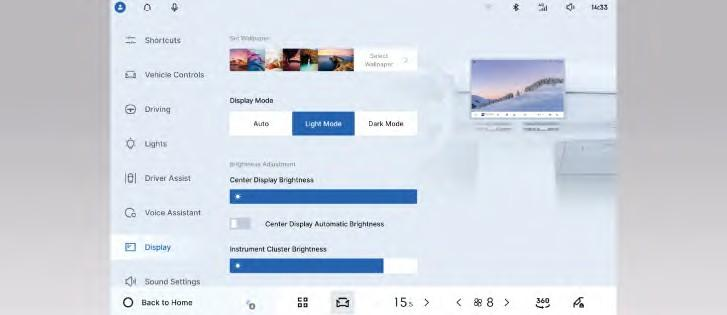 14:33
Shortcuts
Vehicle Controls
Driving
Lights
Driver Assist
Voice Assistant
Display
Sound Settings
Set Wallpaper
Select
Wallpaper
Display Mode
Auto
Light Mode
Dark Mode
Brightness Adjustment
Center Display Brightness
Center Display Automatic Brightness
Instrument Cluster Brightness
Back to Home
15.5
8
360